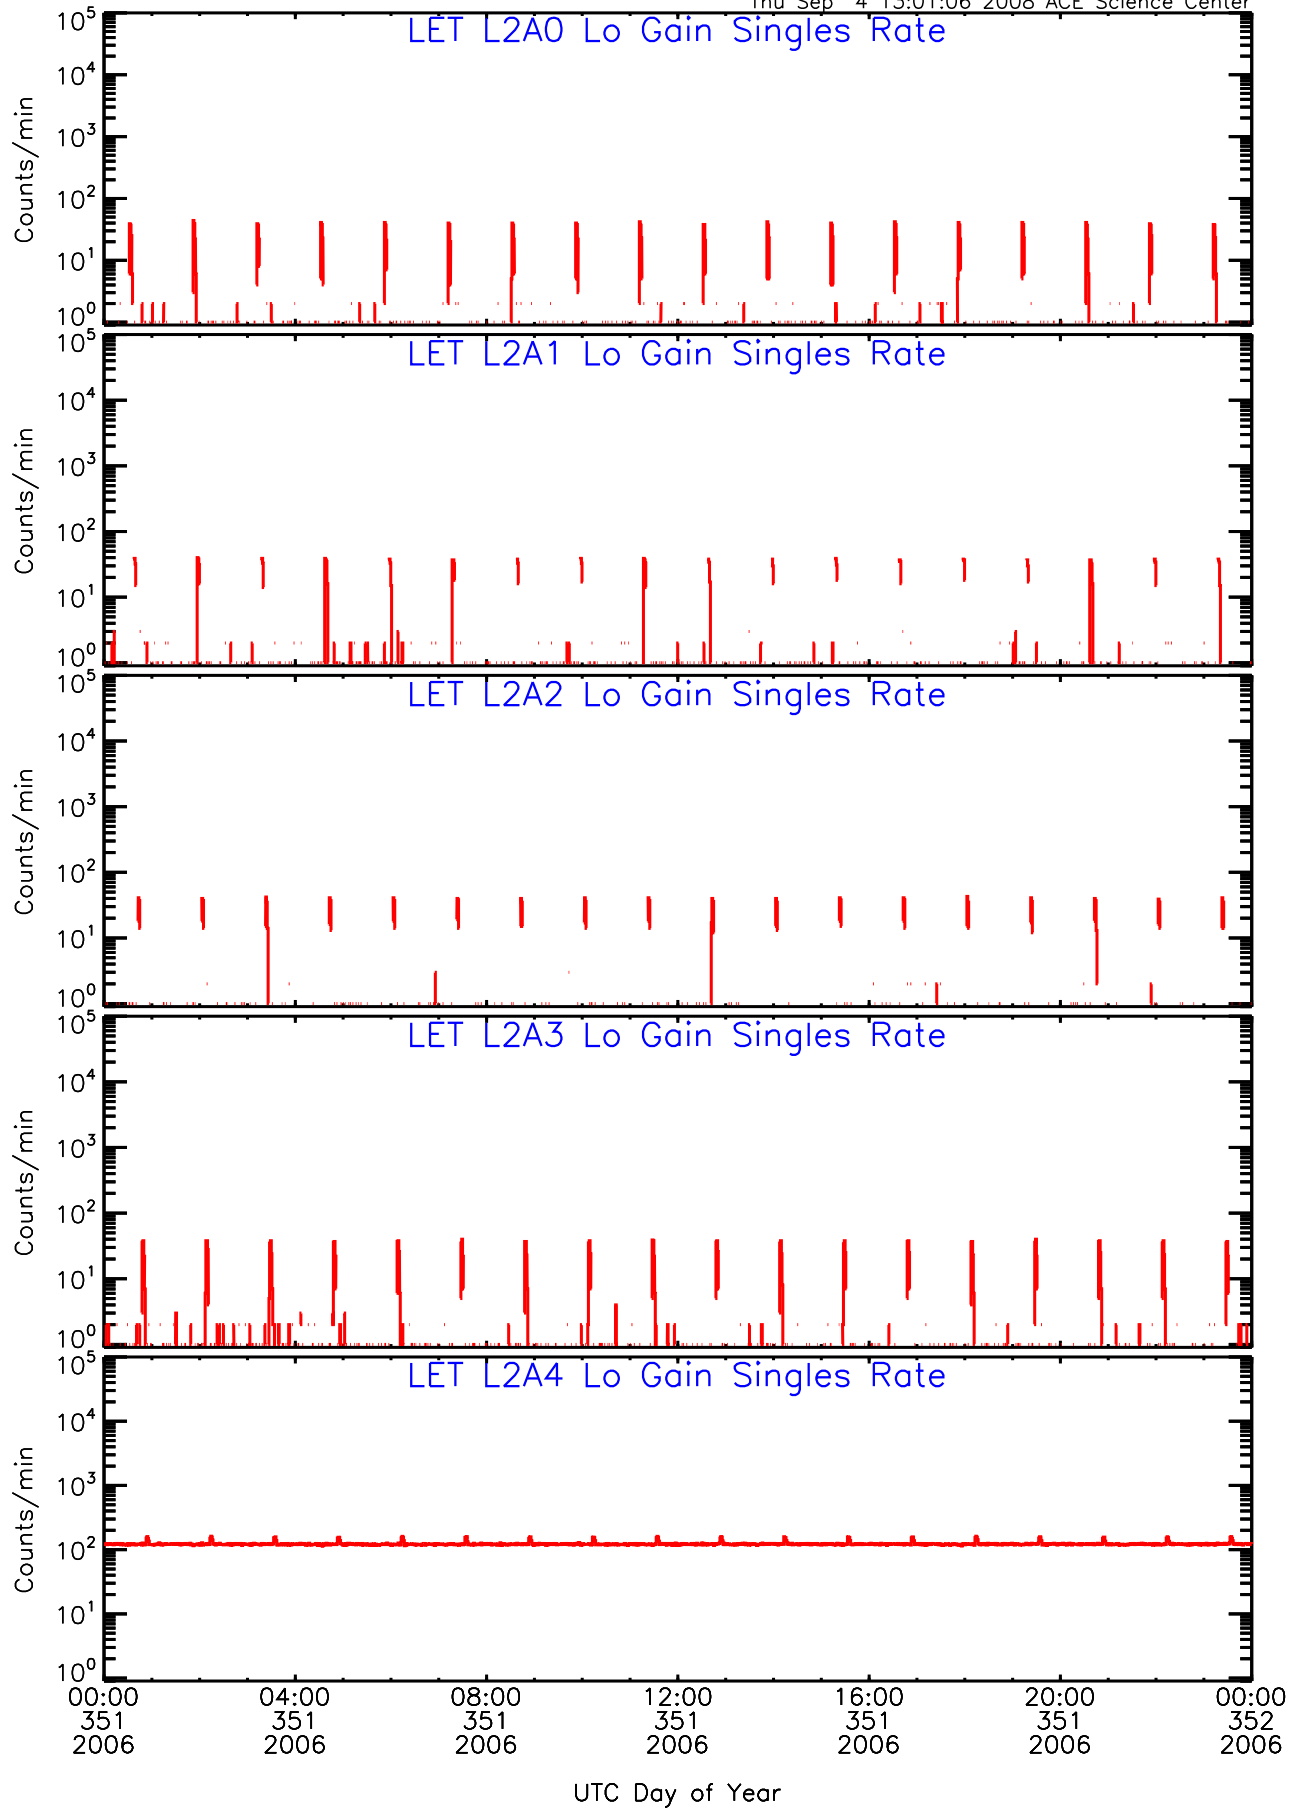 Thu Sep 4 13:01:06 2008 ACE Science Center
LET L2A0 Lo Gain Singles Rate
10^5
10^4
10^3
10^2
10^1
10^0
Counts/min
LET L2A1 Lo Gain Singles Rate
10^5
10^4
10^3
10^2
10^1
10^0
Counts/min
LET L2A2 Lo Gain Singles Rate
10^5
10^4
10^3
10^2
10^1
10^0
Counts/min
LET L2A3 Lo Gain Singles Rate
10^5
10^4
10^3
10^2
10^1
10^0
Counts/min
LET L2A4 Lo Gain Singles Rate
10^5
10^4
10^3
10^2
10^1
10^0
Counts/min
00:00 04:00 08:00 12:00 16:00 20:00 00:00
351 351 351 351 351 351 352
2006 2006 2006 2006 2006 2006 2006
UTC Day of Year